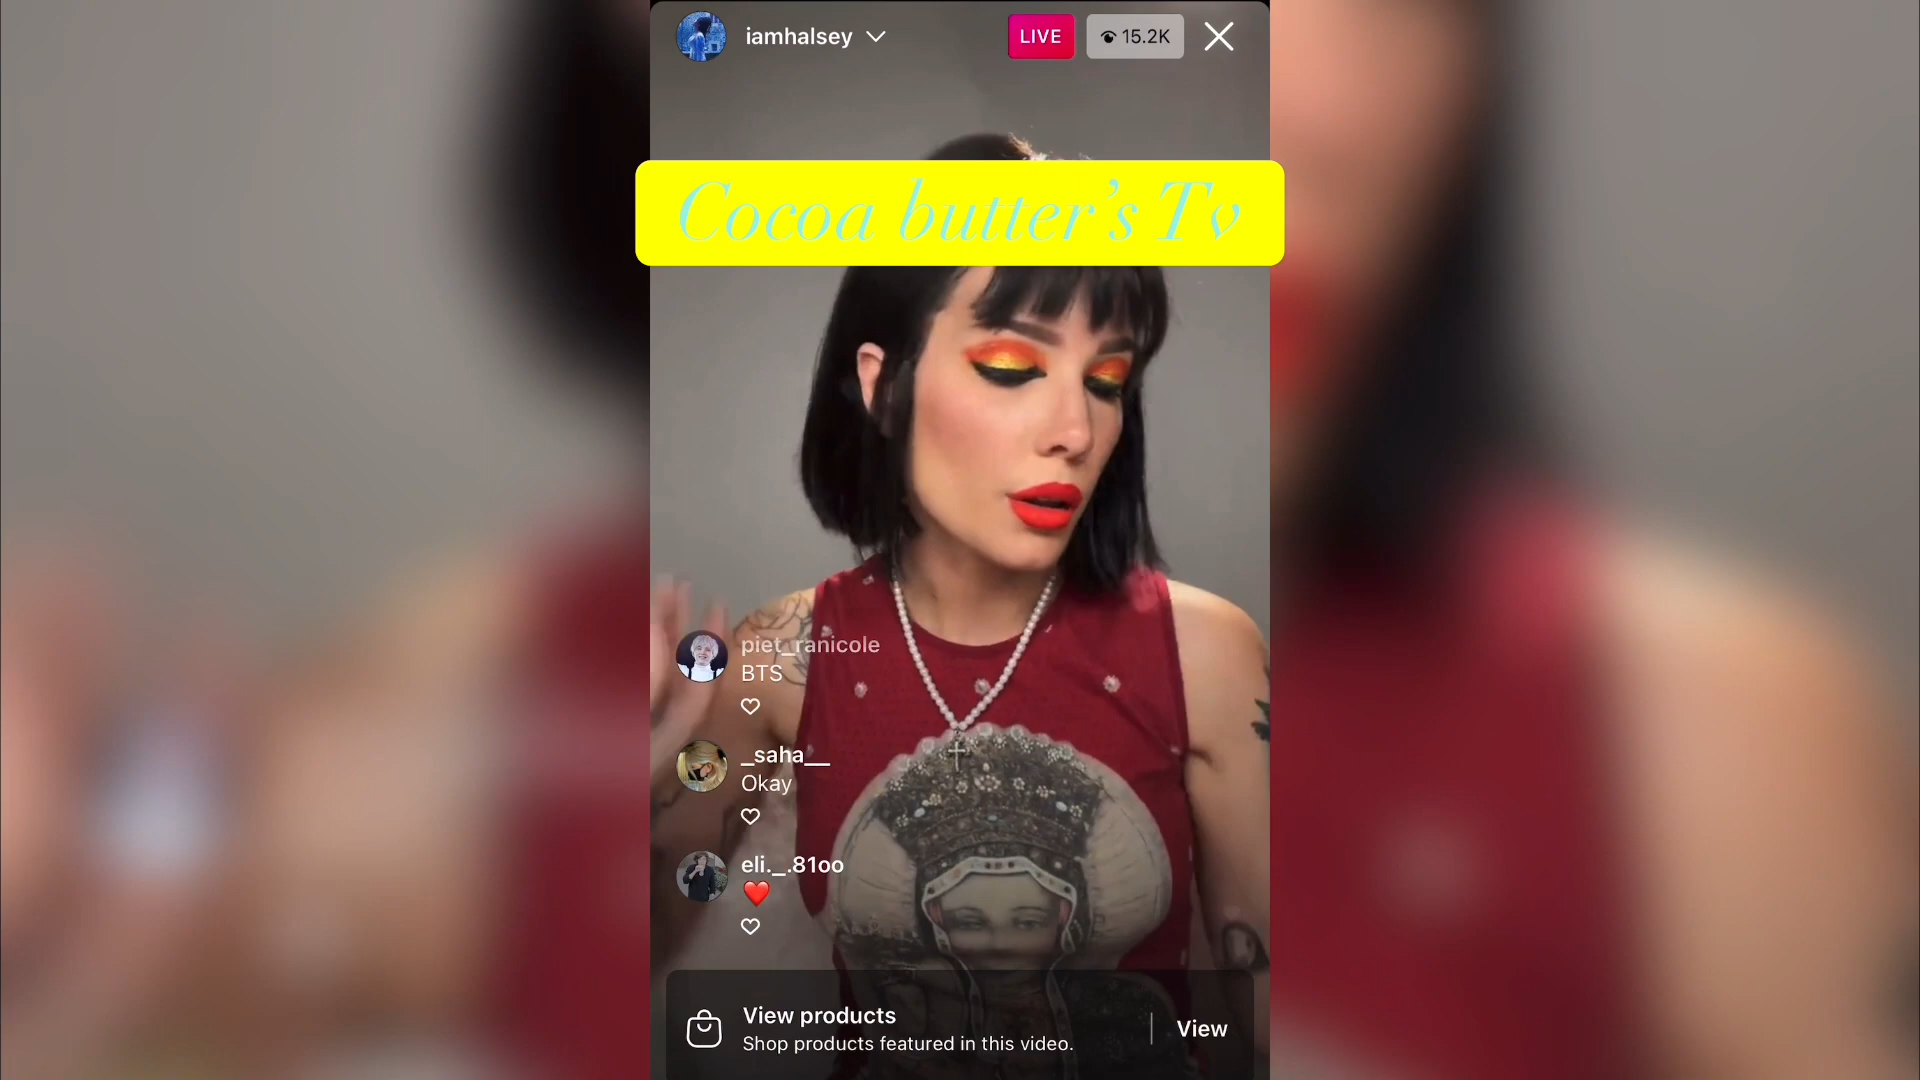 iamhalsey
LIVE
15.2K
Cocoa butter's Tv
piet_ranicole
BTS
_saha__
Okay
eli._.81oo
❤️
View products
Shop products featured in this video.
View